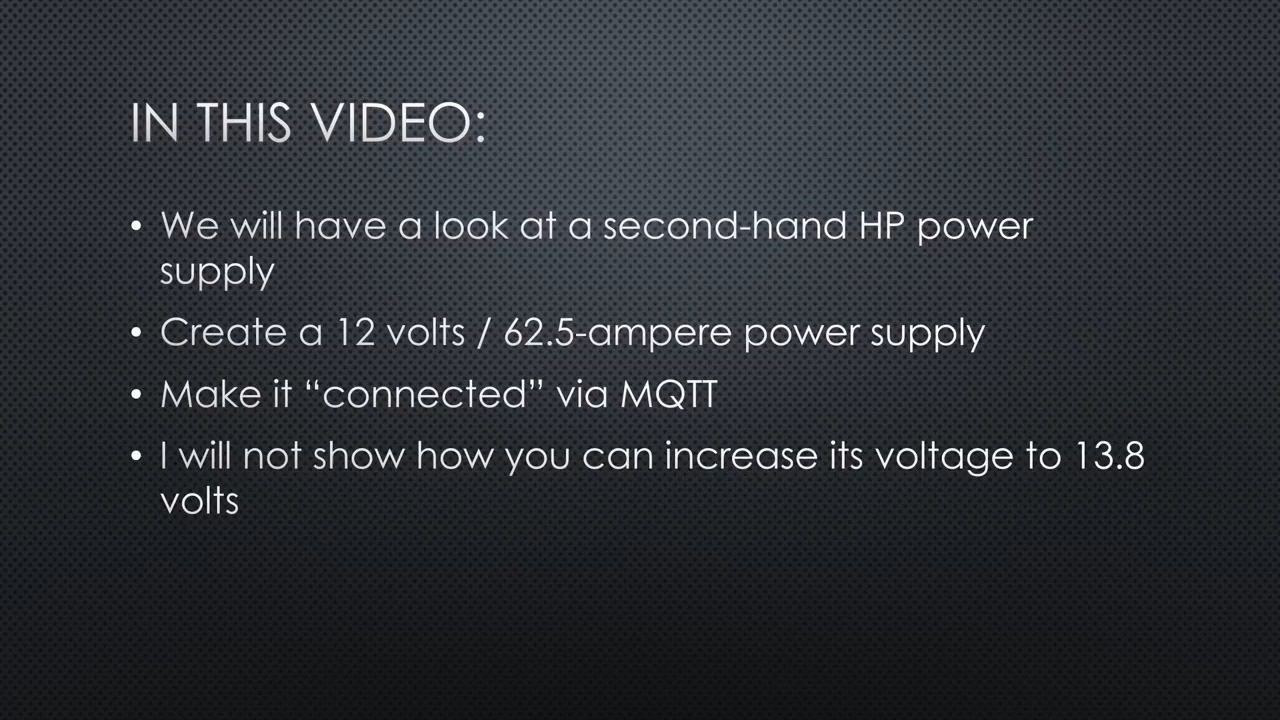 IN THIS VIDEO:
• We will have a look at a second-hand HP power
supply
• Create a 12 volts / 62.5-ampere power supply
• Make it “connected” via MQTT
• I will not show how you can increase its voltage to 13.8
volts